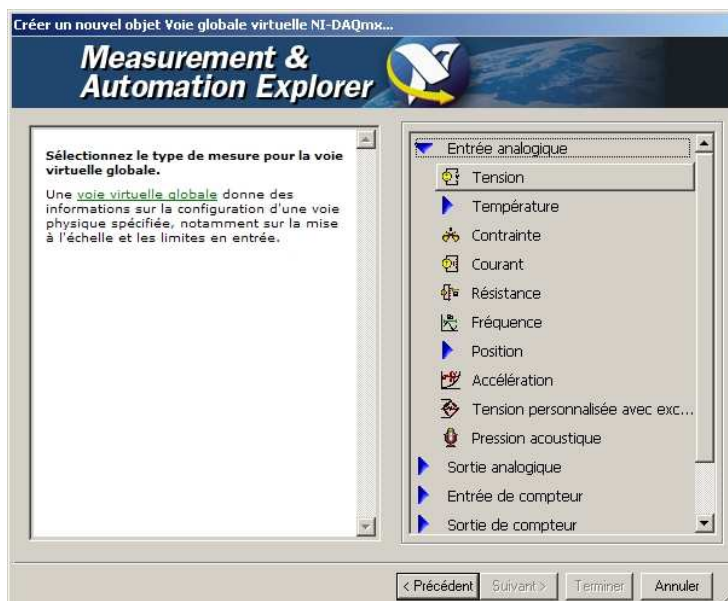 Créer un nouvel objet Voie globale virtuelle NI-DAQmx...
Measurement &
Automation Explorer
Sélectionnez le type de mesure pour la voie
virtuelle globale.
Une voie virtuelle globale donne des
informations sur la configuration d'une voie
physique spécifiée, notamment sur la mise
à l'échelle et les limites en entrée.
Entrée analogique
Tension
Température
Contrainte
Courant
Résistance
Fréquence
Position
Accélération
Tension personnalisée avec exc...
Pression acoustique
Sortie analogique
Entrée de compteur
Sortie de compteur
< Précédent
Suivant >
Terminer
Annuler